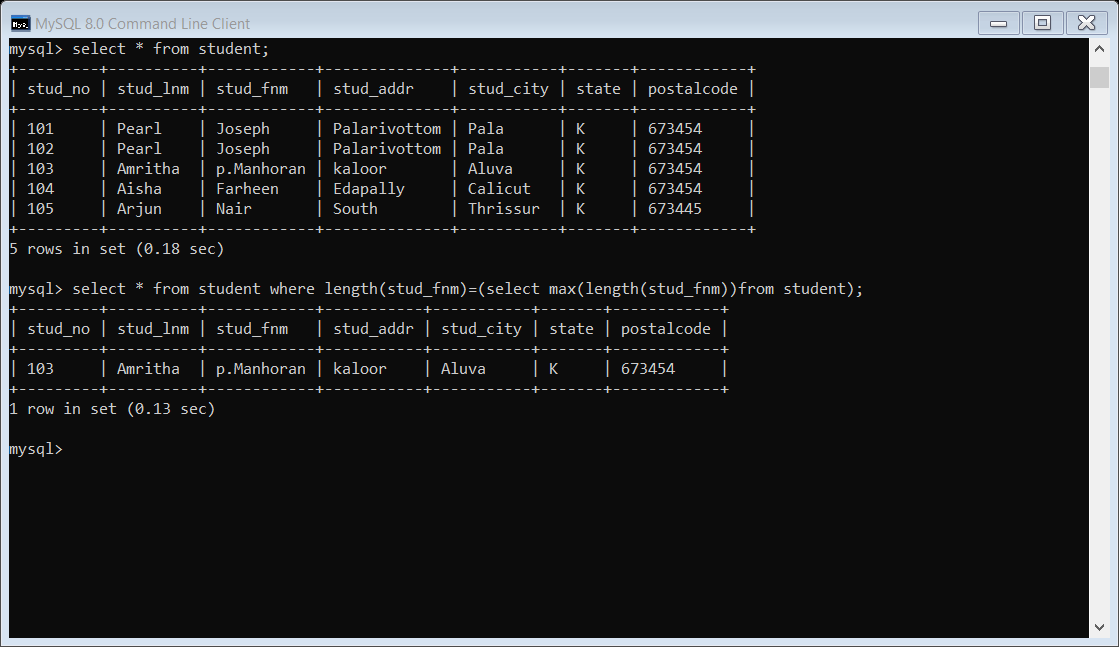 MySQL 8.0 Command Line Client
mysql> select * from student;
+---------+----------+------------+--------------+-----------+-------+------------+
| stud_no | stud_lnm | stud_fnm   | stud_addr    | stud_city | state | postalcode |
+---------+----------+------------+--------------+-----------+-------+------------+
| 101     | Pearl    | Joseph     | Palarivottom | Pala      | K     | 673454     |
| 102     | Pearl    | Joseph     | Palarivottom | Pala      | K     | 673454     |
| 103     | Amritha  | p.Manhoran | kaloor       | Aluva     | K     | 673454     |
| 104     | Aisha    | Farheen    | Edapally     | Calicut   | K     | 673454     |
| 105     | Arjun    | Nair       | South        | Thrissur  | K     | 673445     |
+---------+----------+------------+--------------+-----------+-------+------------+
5 rows in set (0.18 sec)
mysql> select * from student where length(stud_fnm)=(select max(length(stud_fnm))from student);
+---------+----------+------------+-----------+-----------+-------+------------+
| stud_no | stud_lnm | stud_fnm   | stud_addr | stud_city | state | postalcode |
+---------+----------+------------+-----------+-----------+-------+------------+
| 103     | Amritha  | p.Manhoran | kaloor    | Aluva     | K     | 673454     |
+---------+----------+------------+-----------+-----------+-------+------------+
1 row in set (0.13 sec)
mysql>